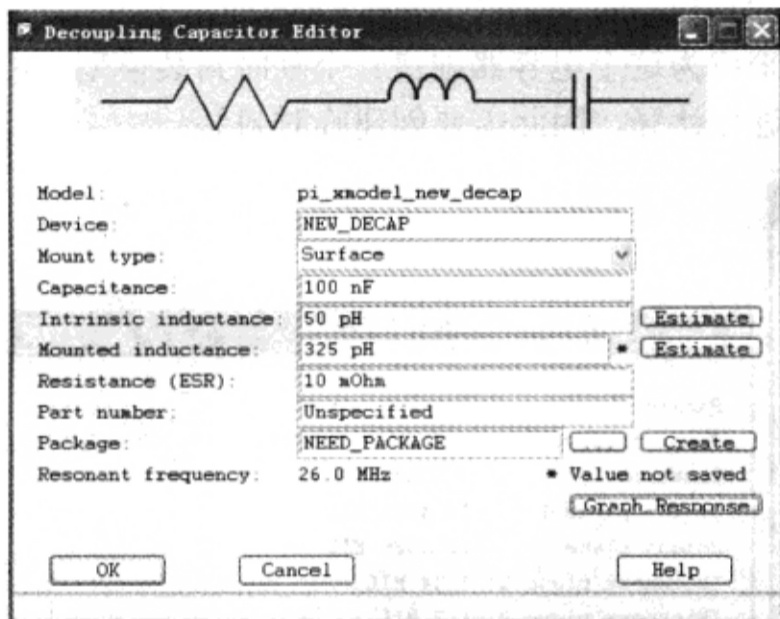 Decoupling Capacitor Editor
Model: pi_xmodel_new_decap
Device: NEW_DECAP
Mount type: Surface
Capacitance: 100 nF
Intrinsic inductance: 50 pH Estimate
Mounted inductance: 325 pH * Estimate
Resistance (ESR): 10 mOhm
Part number: Unspecified
Package: NEED_PACKAGE ... Create
Resonant frequency: 26.0 MHz * Value not saved
Graph Response
OK Cancel Help